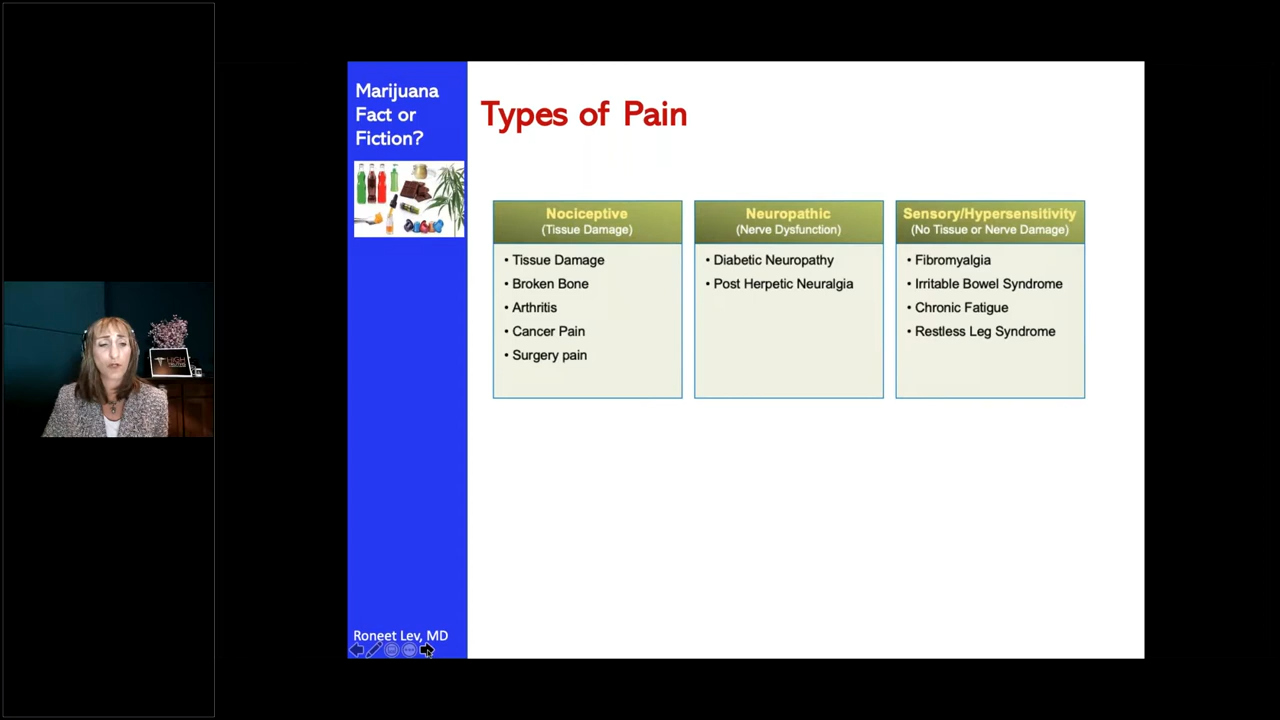 Marijuana
Fact or
Fiction?
Types of Pain
Nociceptive
(Tissue Damage)
• Tissue Damage
• Broken Bone
• Arthritis
• Cancer Pain
• Surgery pain
Neuropathic
(Nerve Dysfunction)
• Diabetic Neuropathy
• Post Herpetic Neuralgia
Sensory/Hypersensitivity
(No Tissue or Nerve Damage)
• Fibromyalgia
• Irritable Bowel Syndrome
• Chronic Fatigue
• Restless Leg Syndrome
Roneet Lev, MD
HIGH